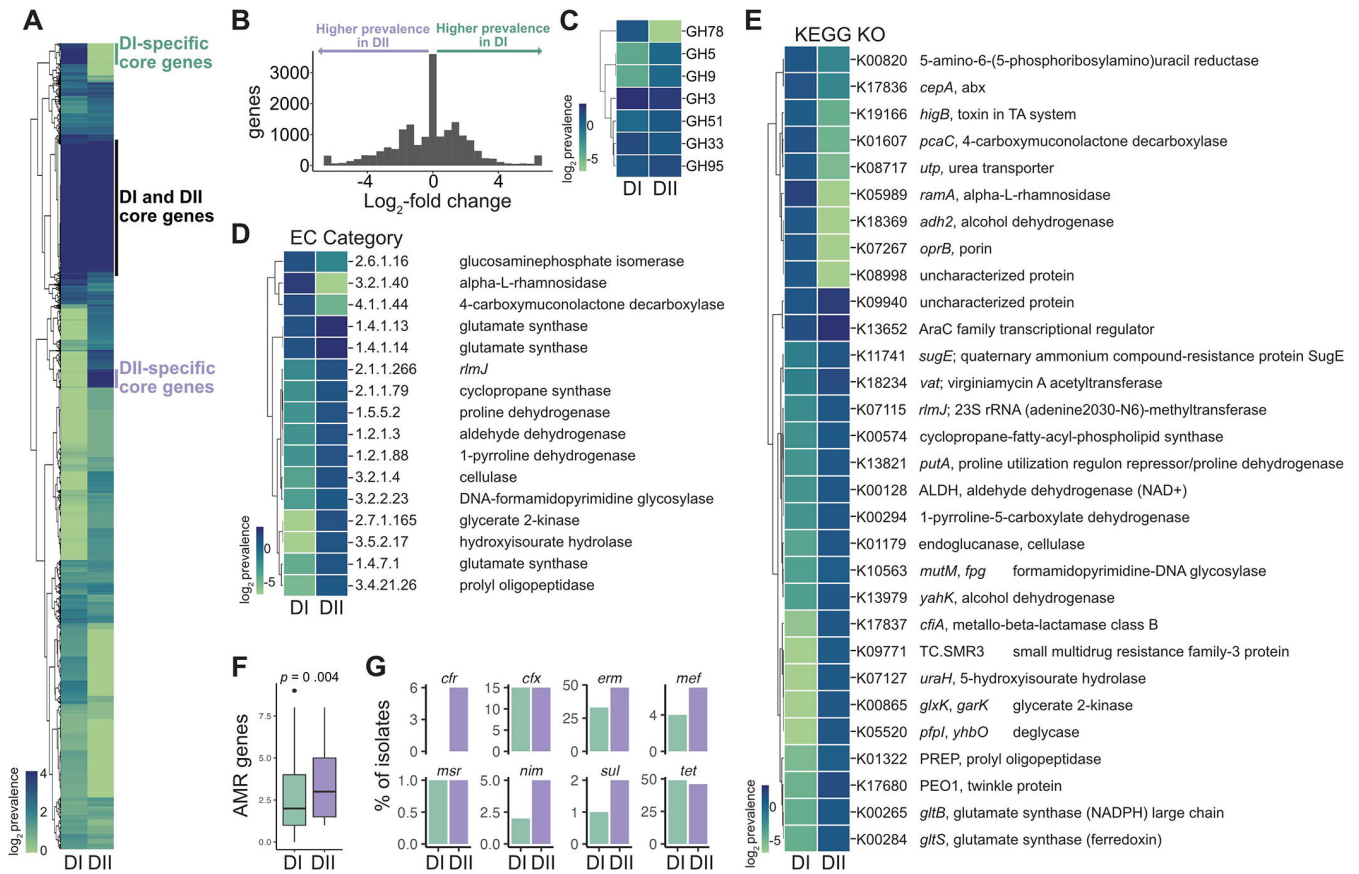 A
DI-specific
core genes
DI and DII
core genes
DII-specific
core genes
log2 prevalence
4
2
0
DI DII
B
Higher prevalence
in DII
Higher prevalence
in DI
genes
3000
2000
1000
0
-4
0
4
Log2-fold change
C
GH78
GH5
GH9
GH3
GH51
GH33
GH95
log2 prevalence
0
-5
DI DII
D
EC Category
2.6.1.16 glucosaminephosphate isomerase
3.2.1.40 alpha-L-rhamnosidase
4.1.1.44 4-carboxymuconolactone decarboxylase
1.4.1.13 glutamate synthase
1.4.1.14 glutamate synthase
2.1.1.266 rlmJ
2.1.1.79 cyclopropane synthase
1.5.5.2 proline dehydrogenase
1.2.1.3 aldehyde dehydrogenase
1.2.1.88 1-pyrroline dehydrogenase
3.2.1.4 cellulase
3.2.2.23 DNA-formamidopyrimidine glycosylase
2.7.1.165 glycerate 2-kinase
3.5.2.17 hydroxyisourate hydrolase
1.4.7.1 glutamate synthase
3.4.21.26 prolyl oligopeptidase
log2 prevalence
0
-5
DI DII
E
KEGG KO
K00820 5-amino-6-(5-phosphoribosylamino)uracil reductase
K17836 cepA, abx
K19166 higB, toxin in TA system
K01607 pcaC, 4-carboxymuconolactone decarboxylase
K08717 utp, urea transporter
K05989 ramA, alpha-L-rhamnosidase
K18369 adh2, alcohol dehydrogenase
K07267 oprB, porin
K08998 uncharacterized protein
K09940 uncharacterized protein
K13652 AraC family transcriptional regulator
K11741 sugE; quaternary ammonium compound-resistance protein SugE
K18234 vat; virginiamycin A acetyltransferase
K07115 rlmJ; 23S rRNA (adenine2030-N6)-methyltransferase
K00574 cyclopropane-fatty-acyl-phospholipid synthase
K13821 putA, proline utilization regulon repressor/proline dehydrogenase
K00128 ALDH, aldehyde dehydrogenase (NAD+)
K00294 1-pyrroline-5-carboxylate dehydrogenase
K01179 endoglucanase, cellulase
K10563 mutM, fpg formamidopyrimidine-DNA glycosylase
K13979 yahK, alcohol dehydrogenase
K17837 cfiA, metallo-beta-lactamase class B
K09771 TC.SMR3 small multidrug resistance family-3 protein
K07127 uraH, 5-hydroxyisourate hydrolase
K00865 glxK, garK glycerate 2-kinase
K05520 pfpI, yhbO deglycase
K01322 PREP, prolyl oligopeptidase
K17680 PEO1, twinkle protein
K00265 gltB, glutamate synthase (NADPH) large chain
K00284 gltS, glutamate synthase (ferredoxin)
log2 prevalence
0
-5
DI DII
F
p = 0 .004
AMR genes
7.5
5.0
2.5
0.0
DI DII
G
% of isolates
cfr
6
3
0
cfx
15
10
5
0
erm
50
25
0
mef
4
0
msr
1.0
0.5
0.0
nim
5.0
2.5
0.0
sul
2
1
0
tet
50
25
0
DI DII
DI DII
DI DII
DI DII